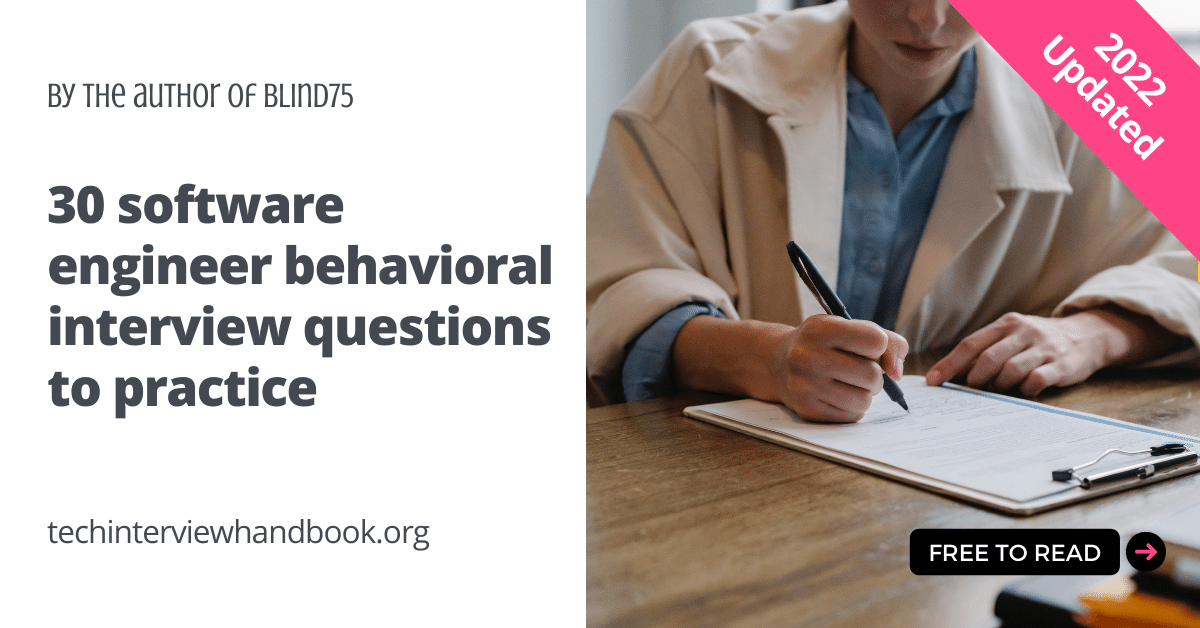 By the author of Blind75
30 software
engineer behavioral
interview questions
to practice
techinterviewhandbook.org
2022
Updated
FREE TO READ